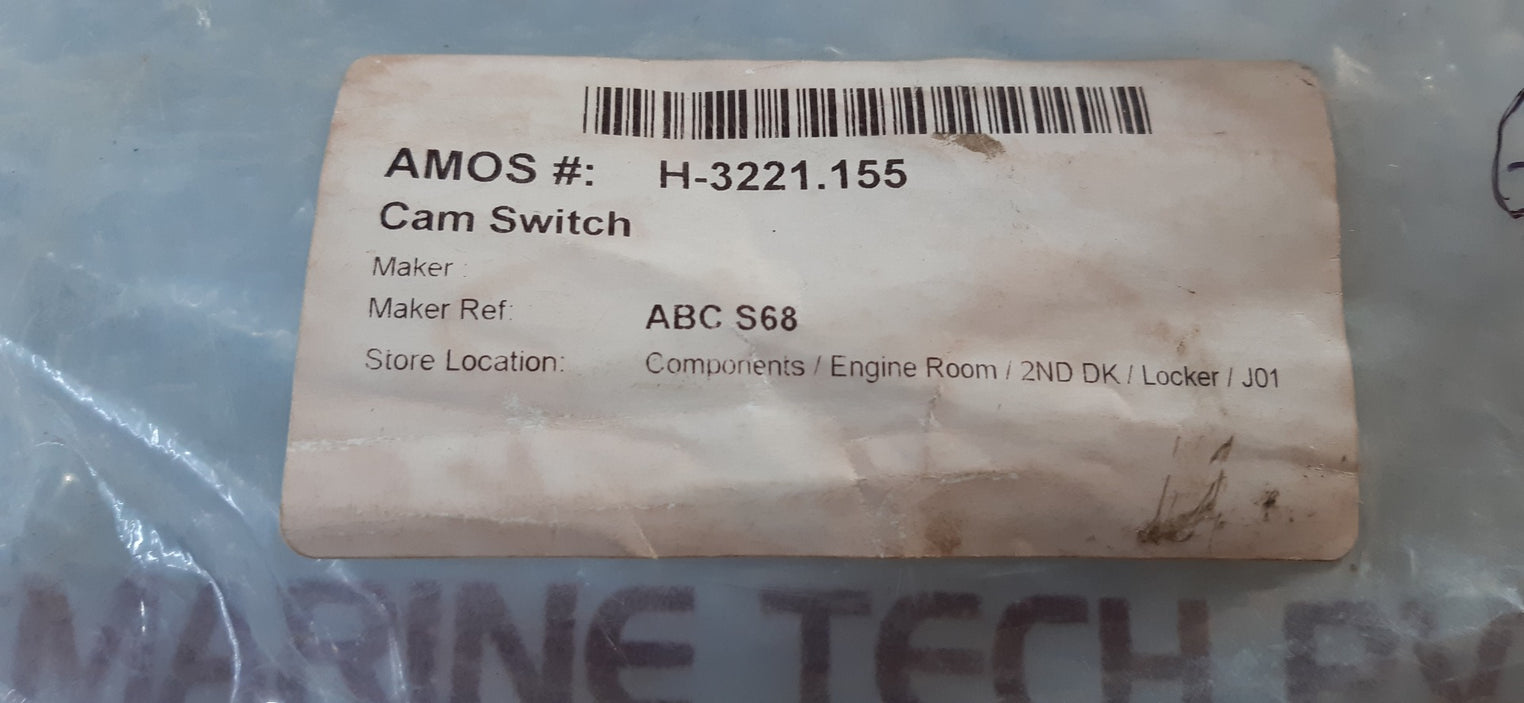 AMOS #: H-3221.155
Cam Switch
Maker :
Maker Ref: ABC S68
Store Location: Components / Engine Room / 2ND DK / Locker / J01
MARINE TECH